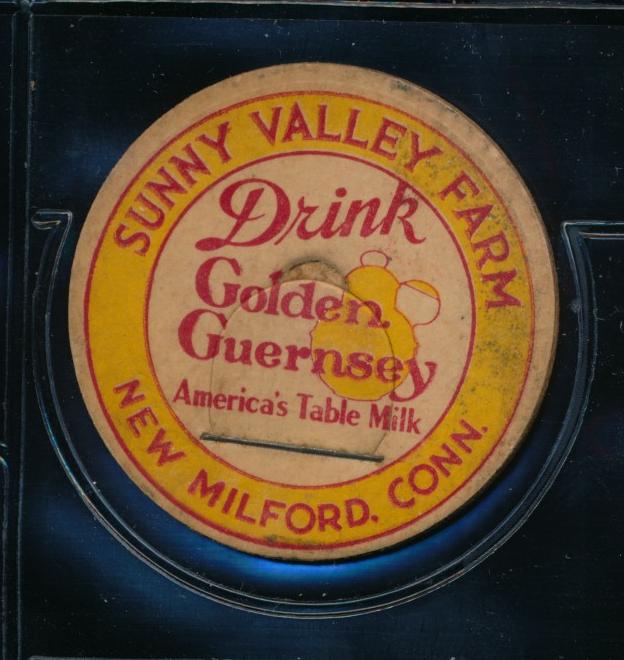 SUNNY VALLEY FARM
Drink
Golden
Guernsey
America's Table Milk
NEW MILFORD, CONN.